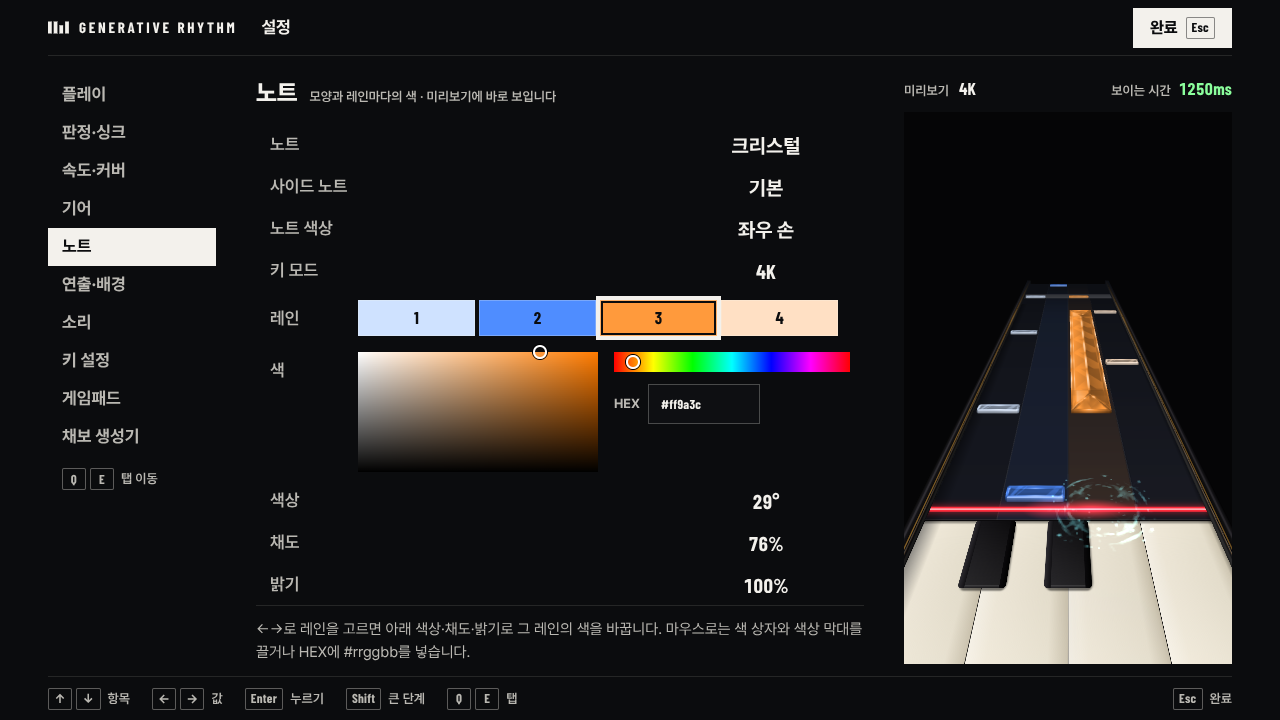 GENERATIVE RHYTHM 설정
완료 Esc
플레이
판정·싱크
속도·커버
기어
노트
연출·배경
소리
키 설정
게임패드
채보 생성기
Q E 탭 이동
노트 모양과 레인마다의 색 · 미리보기에 바로 보입니다
노트 크리스털
사이드 노트 기본
노트 색상 좌우 손
키 모드 4K
레인 1 2 3 4
색
HEX #ff9a3c
색상 29°
채도 76%
밝기 100%
←→로 레인을 고르면 아래 색상·채도·밝기로 그 레인의 색을 바꿉니다. 마우스로는 색 상자와 색상 막대를
끌거나 HEX에 #rrggbb를 넣습니다.
미리보기 4K 보이는 시간 1250ms
↑ ↓ 항목 ← → 값 Enter 누르기 Shift 큰 단계 Q E 탭
Esc 완료